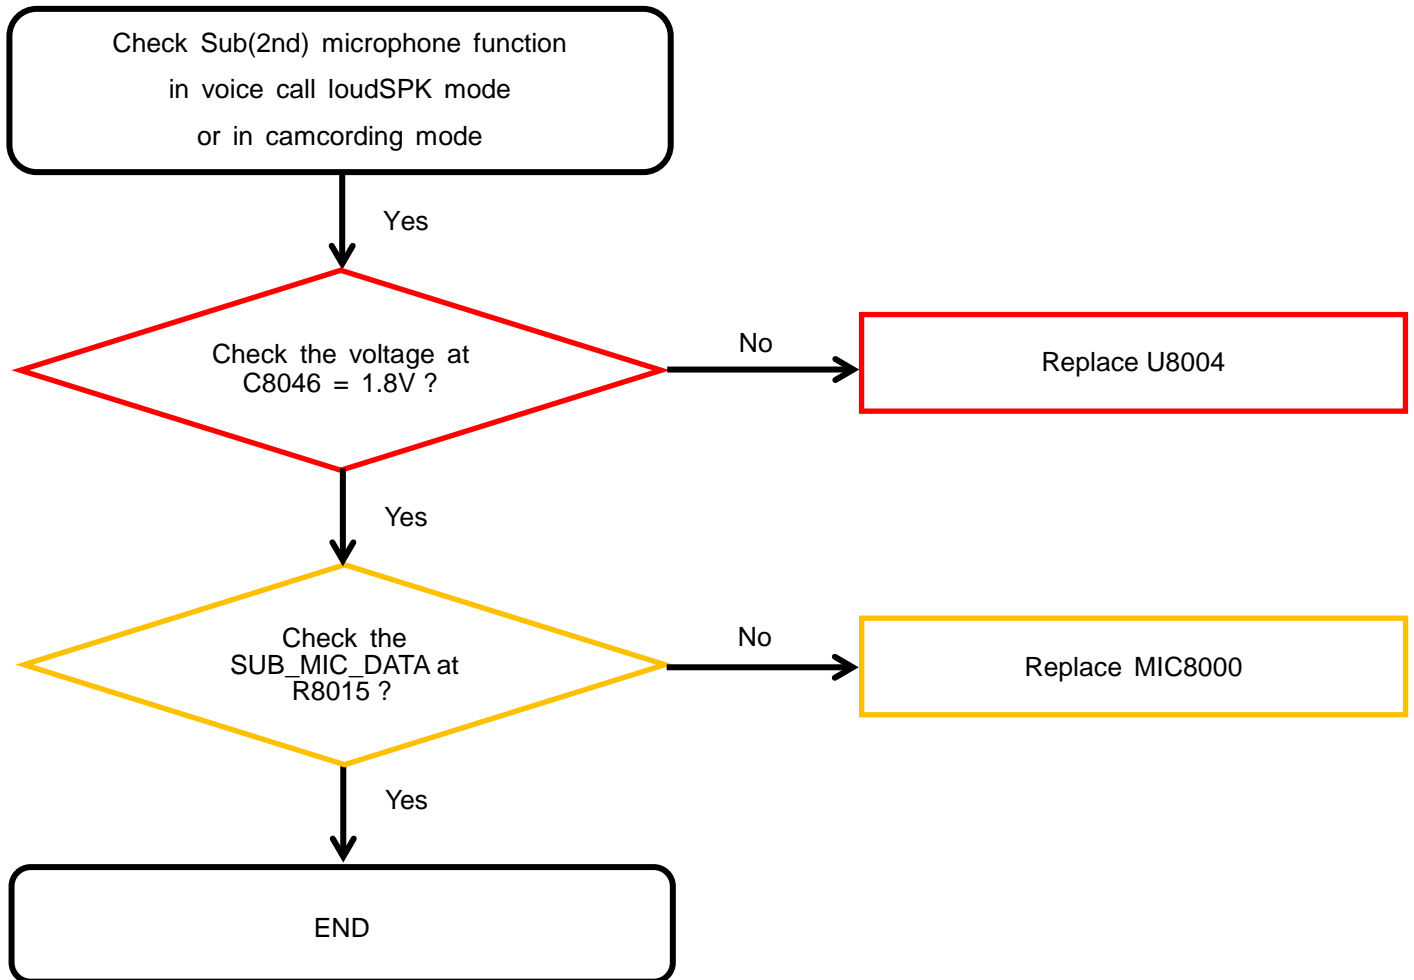 Check Sub(2nd) microphone function
in voice call loudSPK mode
or in camcording mode
Yes
Check the voltage at
C8046 = 1.8V ?
No
Replace U8004
Yes
Check the
SUB_MIC_DATA at
R8015 ?
No
Replace MIC8000
Yes
END